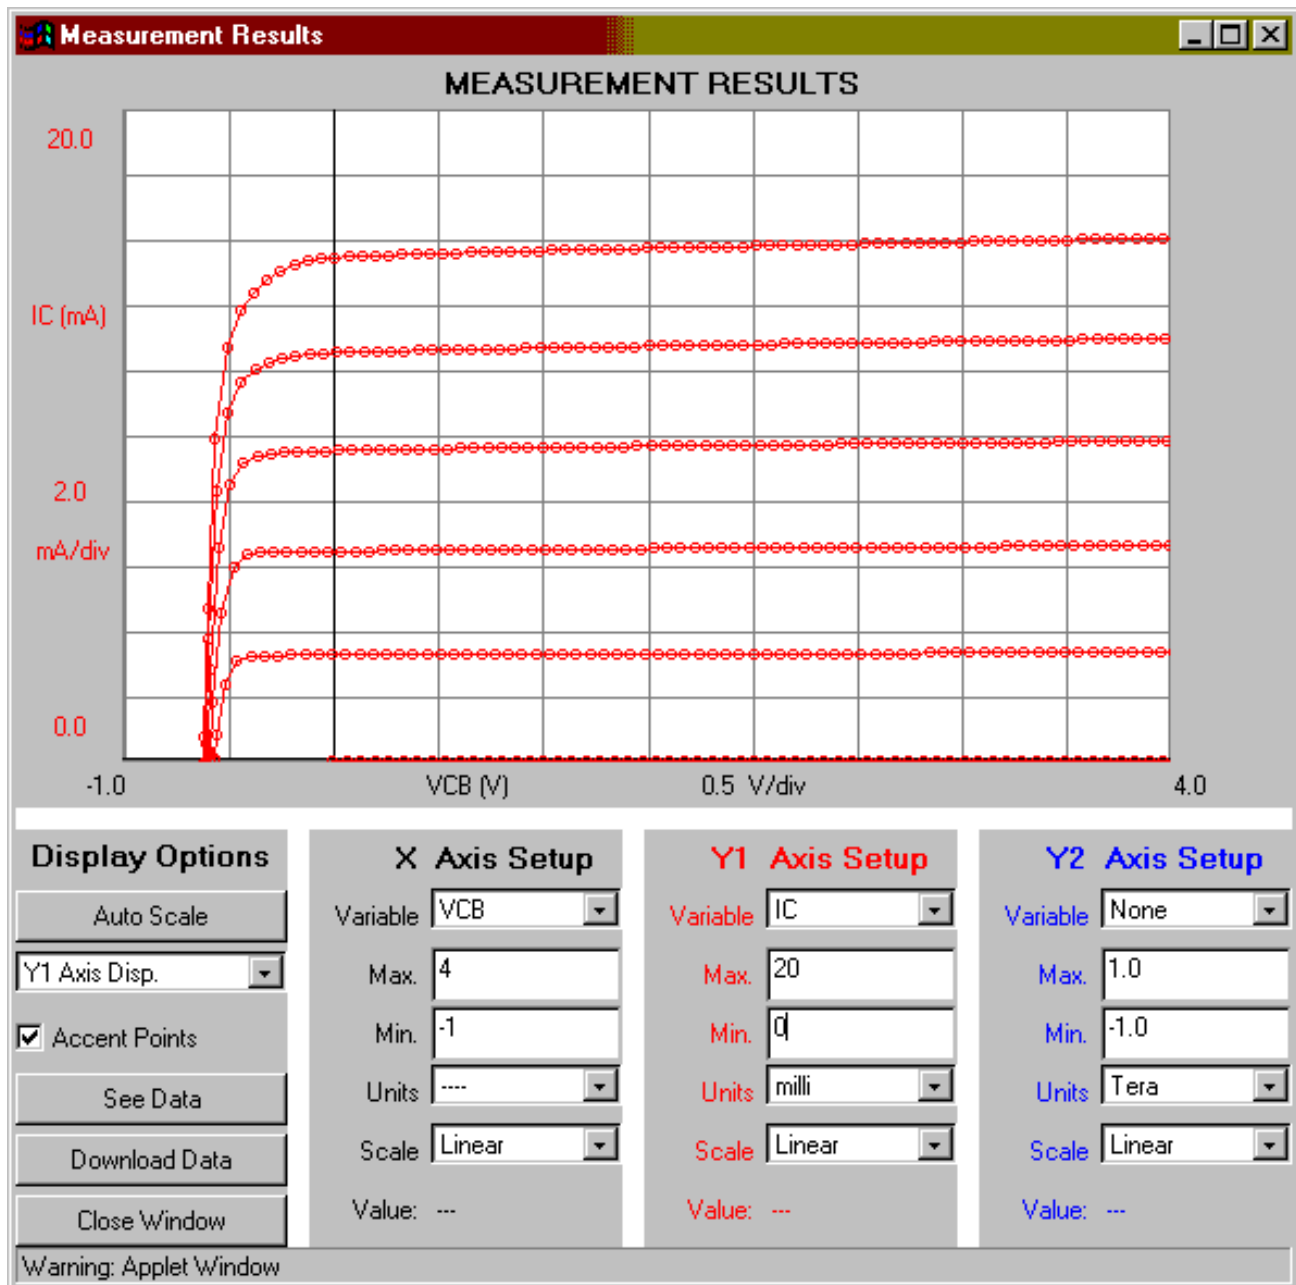 Measurement Results
MEASUREMENT RESULTS
20.0
IC (mA)
2.0
mA/div
0.0
-1.0 VCB (V) 0.5 V/div 4.0
Display Options
Auto Scale
Y1 Axis Disp.
Accent Points
See Data
Download Data
Close Window
X Axis Setup
Variable VCB
Max. 4
Min. -1
Units ----
Scale Linear
Value: ---
Y1 Axis Setup
Variable IC
Max. 20
Min. 0
Units milli
Scale Linear
Value: ---
Y2 Axis Setup
Variable None
Max. 1.0
Min. -1.0
Units Tera
Scale Linear
Value: ---
Warning: Applet Window